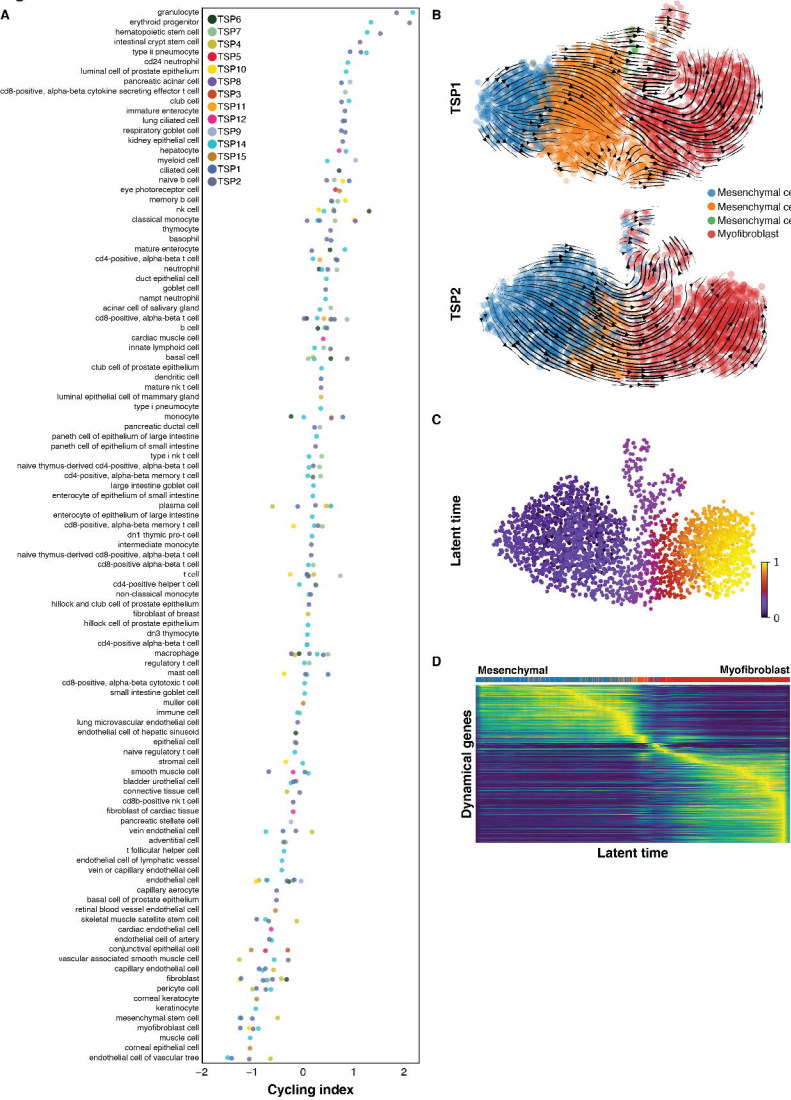 A
granulocyte
erythroid progenitor
hematopoietic stem cell
intestinal crypt stem cell
type ii pneumocyte
cd24 neutrophil
luminal cell of prostate epithelium
pancreatic acinar cell
cd8-positive, alpha-beta cytokine secreting effector t cell
club cell
immature enterocyte
lung ciliated cell
respiratory goblet cell
kidney epithelial cell
hepatocyte
myeloid cell
ciliated cell
naive b cell
eye photoreceptor cell
memory b cell
nk cell
classical monocyte
thymocyte
basophil
mature enterocyte
cd4-positive, alpha-beta t cell
neutrophil
duct epithelial cell
goblet cell
nampt neutrophil
acinar cell of salivary gland
cd8-positive, alpha-beta t cell
b cell
cardiac muscle cell
innate lymphoid cell
basal cell
club cell of prostate epithelium
dendritic cell
mature nk t cell
luminal epithelial cell of mammary gland
type i pneumocyte
monocyte
pancreatic ductal cell
paneth cell of epithelium of large intestine
paneth cell of epithelium of small intestine
type i nk t cell
naive thymus-derived cd4-positive, alpha-beta t cell
cd4-positive, alpha-beta memory t cell
large intestine goblet cell
enterocyte of epithelium of small intestine
plasma cell
enterocyte of epithelium of large intestine
cd8-positive, alpha-beta memory t cell
dn1 thymic pro-t cell
intermediate monocyte
naive thymus-derived cd8-positive, alpha-beta t cell
cd8-positive alpha-beta t cell
t cell
cd4-positive helper t cell
non-classical monocyte
hillock and club cell of prostate epithelium
fibroblast of breast
hillock cell of prostate epithelium
dn3 thymocyte
cd4-positive alpha-beta t cell
macrophage
regulatory t cell
mast cell
cd8-positive, alpha-beta cytotoxic t cell
small intestine goblet cell
muller cell
immune cell
lung microvascular endothelial cell
endothelial cell of hepatic sinusoid
epithelial cell
naive regulatory t cell
stromal cell
smooth muscle cell
bladder urothelial cell
connective tissue cell
cd8b-positive nk t cell
fibroblast of cardiac tissue
pancreatic stellate cell
vein endothelial cell
adventitial cell
t follicular helper cell
endothelial cell of lymphatic vessel
vein or capillary endothelial cell
endothelial cell
capillary aerocyte
basal cell of prostate epithelium
retinal blood vessel endothelial cell
skeletal muscle satellite stem cell
cardiac endothelial cell
endothelial cell of artery
conjunctival epithelial cell
vascular associated smooth muscle cell
capillary endothelial cell
fibroblast
pericyte cell
corneal keratocyte
keratinocyte
mesenchymal stem cell
myofibroblast cell
muscle cell
corneal epithelial cell
endothelial cell of vascular tree
TSP6
TSP7
TSP4
TSP5
TSP10
TSP8
TSP3
TSP11
TSP12
TSP9
TSP14
TSP15
TSP1
TSP2
−2 −1 0 1 2
Cycling index
B
TSP1
Mesenchymal ce
Mesenchymal ce
Mesenchymal ce
Myofibroblast
TSP2
C
Latent time
1
0
D
Mesenchymal Myofibroblast
Dynamical genes
Latent time